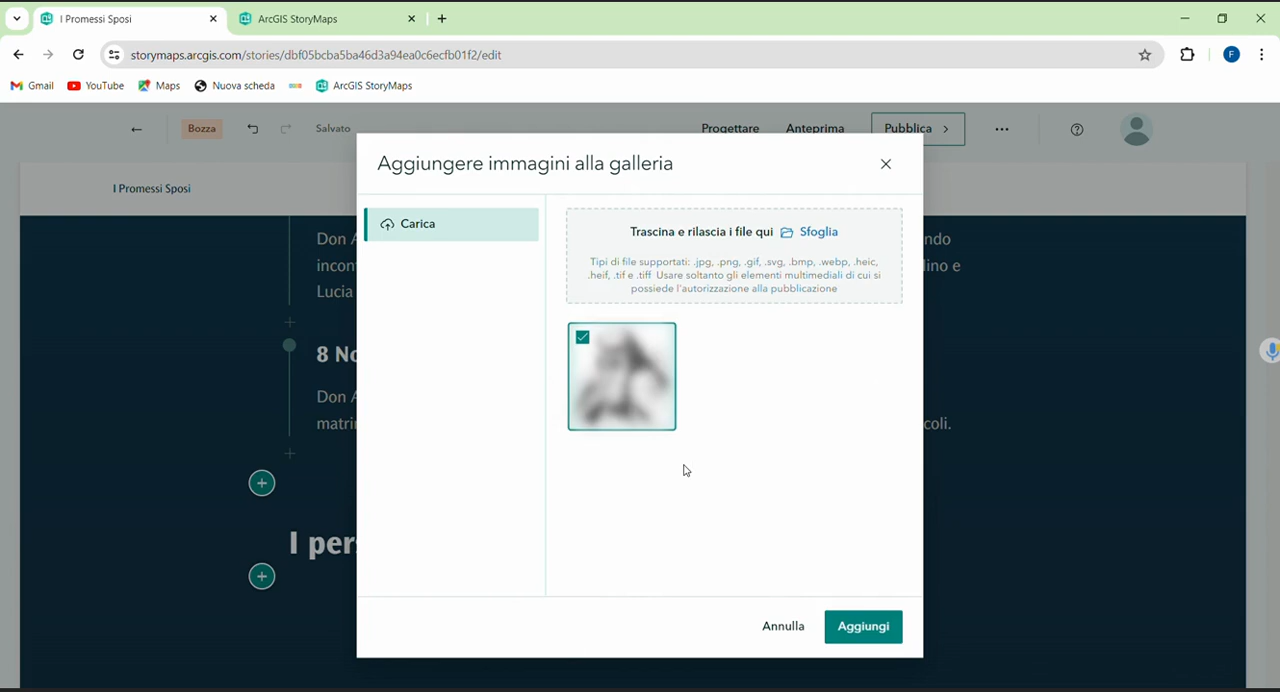 I Promessi Sposi
ArcGIS StoryMaps
storymaps.arcgis.com/stories/dbf05bcba5ba46d3a94ea0c6ecfb01f2/edit
F
Gmail YouTube Maps Nuova scheda ArcGIS StoryMaps
Bozza Salvato Progettare Anteprima Pubblica
Aggiungere immagini alla galleria
I Promessi Sposi
Carica
Trascina e rilascia i file qui Sfoglia
Tipi di file supportati: .jpg, .png, .gif, .svg, .bmp, .webp, .heic,
.heif, .tif e .tiff Usare soltanto gli elementi multimediali di cui si
possiede l'autorizzazione alla pubblicazione
Don A
ndo
incon
lino e
Lucia
8 No
Don A
matri
coli.
I per
Annulla Aggiungi